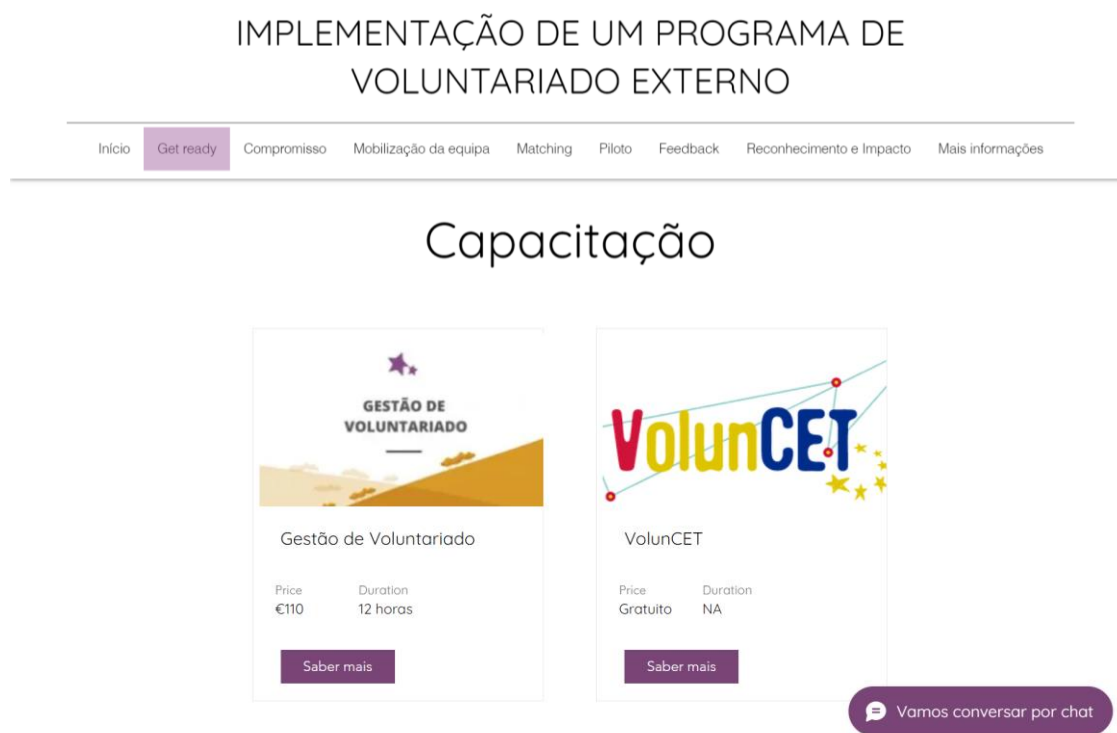 IMPLEMENTAÇÃO DE UM PROGRAMA DE
VOLUNTARIADO EXTERNO
Início Get ready Compromisso Mobilização da equipa Matching Piloto Feedback Reconhecimento e Impacto Mais informações
Capacitação
GESTÃO DE
VOLUNTARIADO
Gestão de Voluntariado
Price Duration
€110 12 horas
Saber mais
VolunCET
VolunCET
Price Duration
Gratuito NA
Saber mais
Vamos conversar por chat